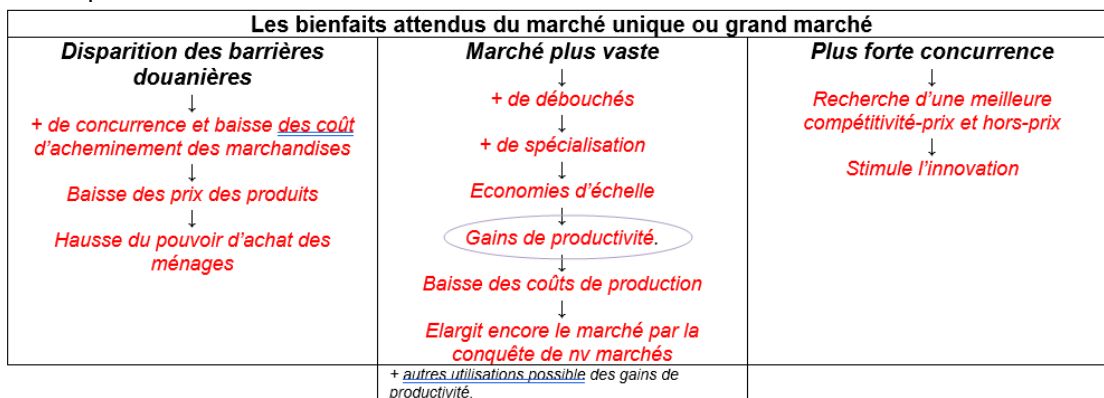 Les bienfaits attendus du marché unique ou grand marché
Disparition des barrières
douanières
↓
+ de concurrence et baisse des coût
d'acheminement des marchandises
↓
Baisse des prix des produits
↓
Hausse du pouvoir d'achat des
ménages
Marché plus vaste
↓
+ de débouchés
↓
+ de spécialisation
↓
Economies d'échelle
↓
Gains de productivité.
↓
Baisse des coûts de production
↓
Elargit encore le marché par la
conquête de nv marchés
+ autres utilisations possible des gains de
productivité.
Plus forte concurrence
↓
Recherche d'une meilleure
compétitivité-prix et hors-prix
↓
Stimule l'innovation